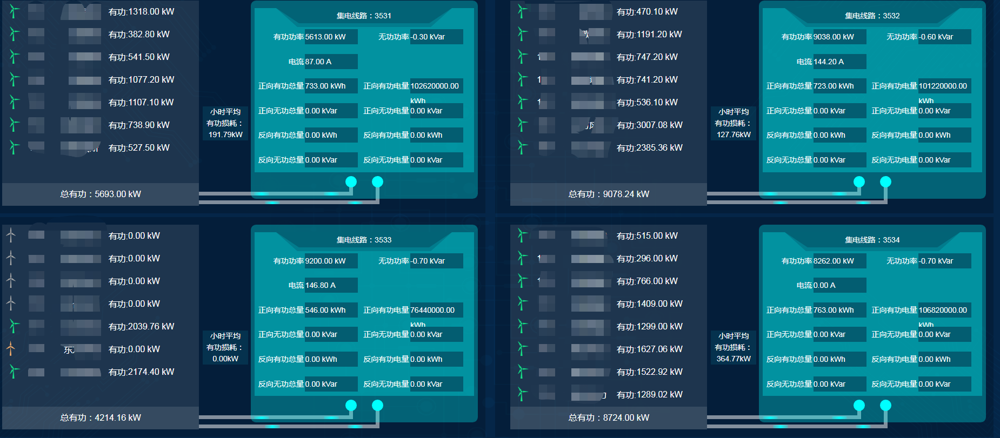 有功:1318.00 kW
有功:382.80 kW
有功:541.50 kW
有功:1077.20 kW
有功:1107.10 kW
有功:738.90 kW
有功:527.50 kW
总有功：5693.00 kW
小时平均
有功损耗：
191.79kW
集电线路：3531
有功功率 5613.00 kW 无功功率 -0.30 kVar
电流 87.00 A
正向有功总量 733.00 kWh 正向有功电量 102620000.00
kWh
正向无功总量 0.00 kVar 正向无功电量 0.00 kVar
反向有功总量 0.00 kWh 反向有功电量 0.00 kWh
反向无功总量 0.00 kVar 反向无功电量 0.00 kVar
有功:470.10 kW
有功:1191.20 kW
有功:747.20 kW
有功:741.20 kW
有功:536.10 kW
有功:3007.08 kW
有功:2385.36 kW
总有功：9078.24 kW
小时平均
有功损耗：
127.76kW
集电线路：3532
有功功率 9038.00 kW 无功功率 -0.60 kVar
电流 144.20 A
正向有功总量 723.00 kWh 正向有功电量 101220000.00
kWh
正向无功总量 0.00 kVar 正向无功电量 0.00 kVar
反向有功总量 0.00 kWh 反向有功电量 0.00 kWh
反向无功总量 0.00 kVar 反向无功电量 0.00 kVar
有功:0.00 kW
有功:0.00 kW
有功:0.00 kW
有功:0.00 kW
有功:2039.76 kW
东 有功:0.00 kW
有功:2174.40 kW
总有功：4214.16 kW
小时平均
有功损耗：
0.00kW
集电线路：3533
有功功率 9200.00 kW 无功功率 -0.70 kVar
电流 146.80 A
正向有功总量 546.00 kWh 正向有功电量 76440000.00
kWh
正向无功总量 0.00 kVar 正向无功电量 0.00 kVar
反向有功总量 0.00 kWh 反向有功电量 0.00 kWh
反向无功总量 0.00 kVar 反向无功电量 0.00 kVar
有功:515.00 kW
有功:296.00 kW
有功:766.00 kW
有功:1409.00 kW
有功:1299.00 kW
有功:1627.06 kW
有功:1522.92 kW
有功:1289.02 kW
总有功：8724.00 kW
小时平均
有功损耗：
364.77kW
集电线路：3534
有功功率 8262.00 kW 无功功率 -0.70 kVar
电流 0.00 A
正向有功总量 763.00 kWh 正向有功电量 106820000.00
kWh
正向无功总量 0.00 kVar 正向无功电量 0.00 kVar
反向有功总量 0.00 kWh 反向有功电量 0.00 kWh
反向无功总量 0.00 kVar 反向无功电量 0.00 kVar